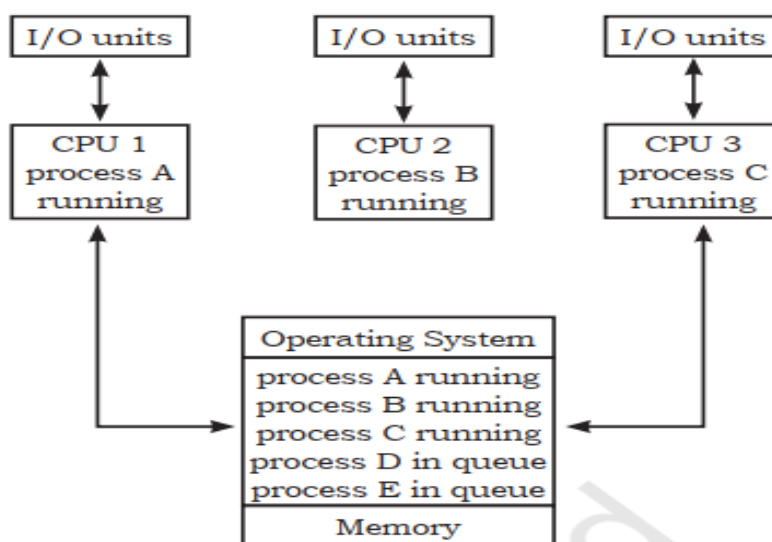 I/O units
I/O units
I/O units
CPU 1
process A
running
CPU 2
process B
running
CPU 3
process C
running
Operating System
process A running
process B running
process C running
process D in queue
process E in queue
Memory